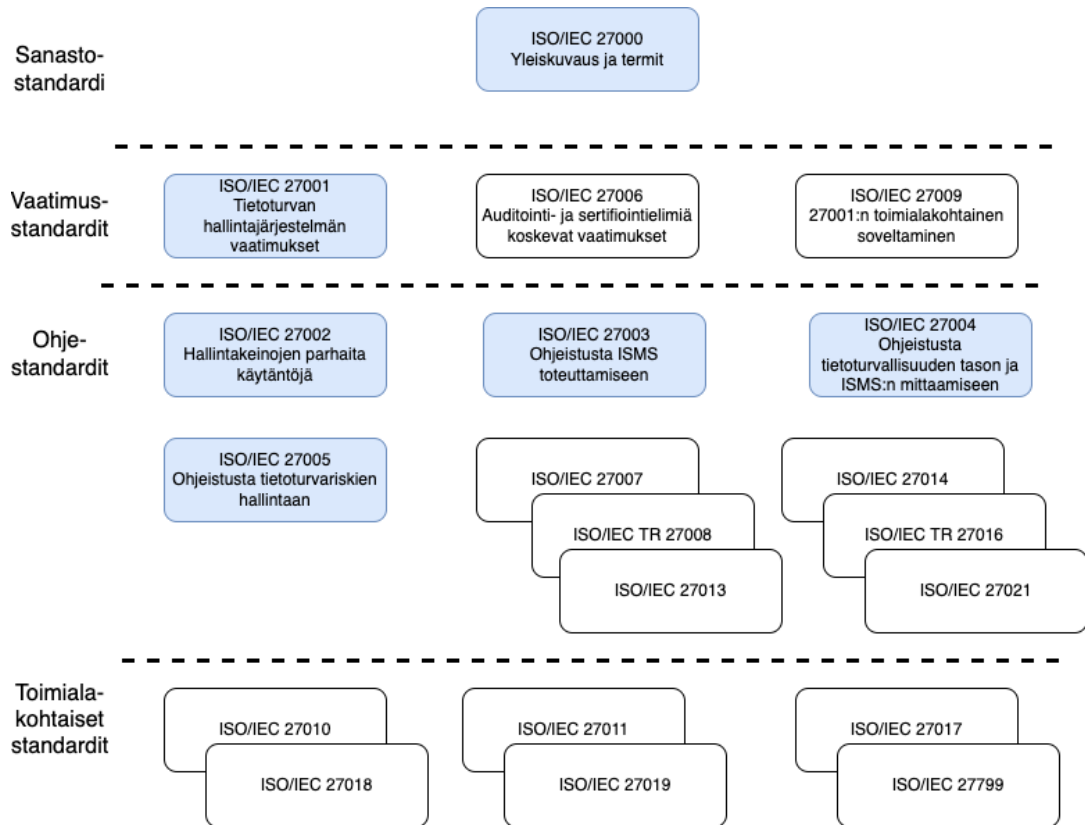 Sanasto-
standardi
ISO/IEC 27000
Yleiskuvaus ja termit
Vaatimus-
standardit
ISO/IEC 27001
Tietoturvan
hallintajärjestelmän
vaatimukset
ISO/IEC 27006
Auditointi- ja sertifiointielimiä
koskevat vaatimukset
ISO/IEC 27009
27001:n toimialakohtainen
soveltaminen
Ohje-
standardit
ISO/IEC 27002
Hallintakeinojen parhaita
käytäntöjä
ISO/IEC 27003
Ohjeistusta ISMS
toteuttamiseen
ISO/IEC 27004
Ohjeistusta
tietoturvallisuuden tason ja
ISMS:n mittaamiseen
ISO/IEC 27005
Ohjeistusta tietoturvariskien
hallintaan
ISO/IEC 27007
ISO/IEC TR 27008
ISO/IEC 27013
ISO/IEC 27014
ISO/IEC TR 27016
ISO/IEC 27021
Toimiala-
kohtaiset
standardit
ISO/IEC 27010
ISO/IEC 27018
ISO/IEC 27011
ISO/IEC 27019
ISO/IEC 27017
ISO/IEC 27799